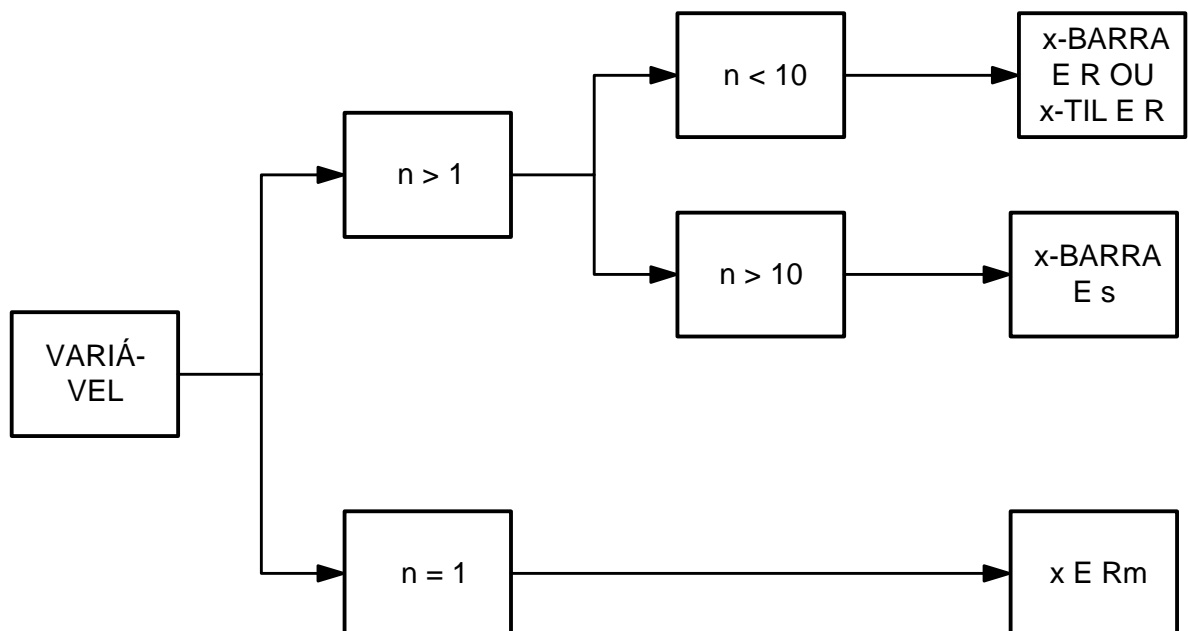 x-BARRA
E R OU
x-TIL E R
n < 10
n > 1
n > 10
x-BARRA
E s
VARIÁ-
VEL
n = 1
x E Rm